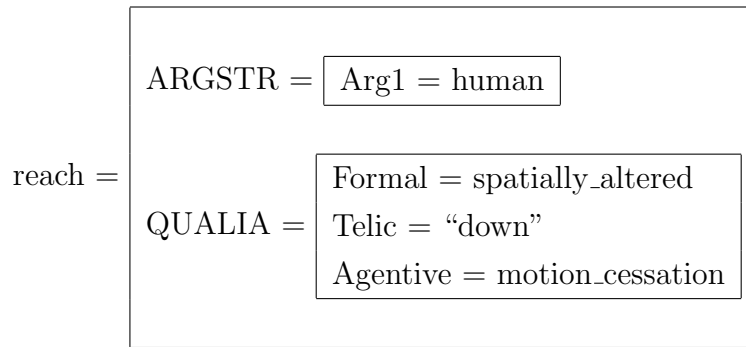 ARGSTR = Arg1 = human
reach =
QUALIA = Formal = spatially_altered
Telic = “down”
Agentive = motion_cessation